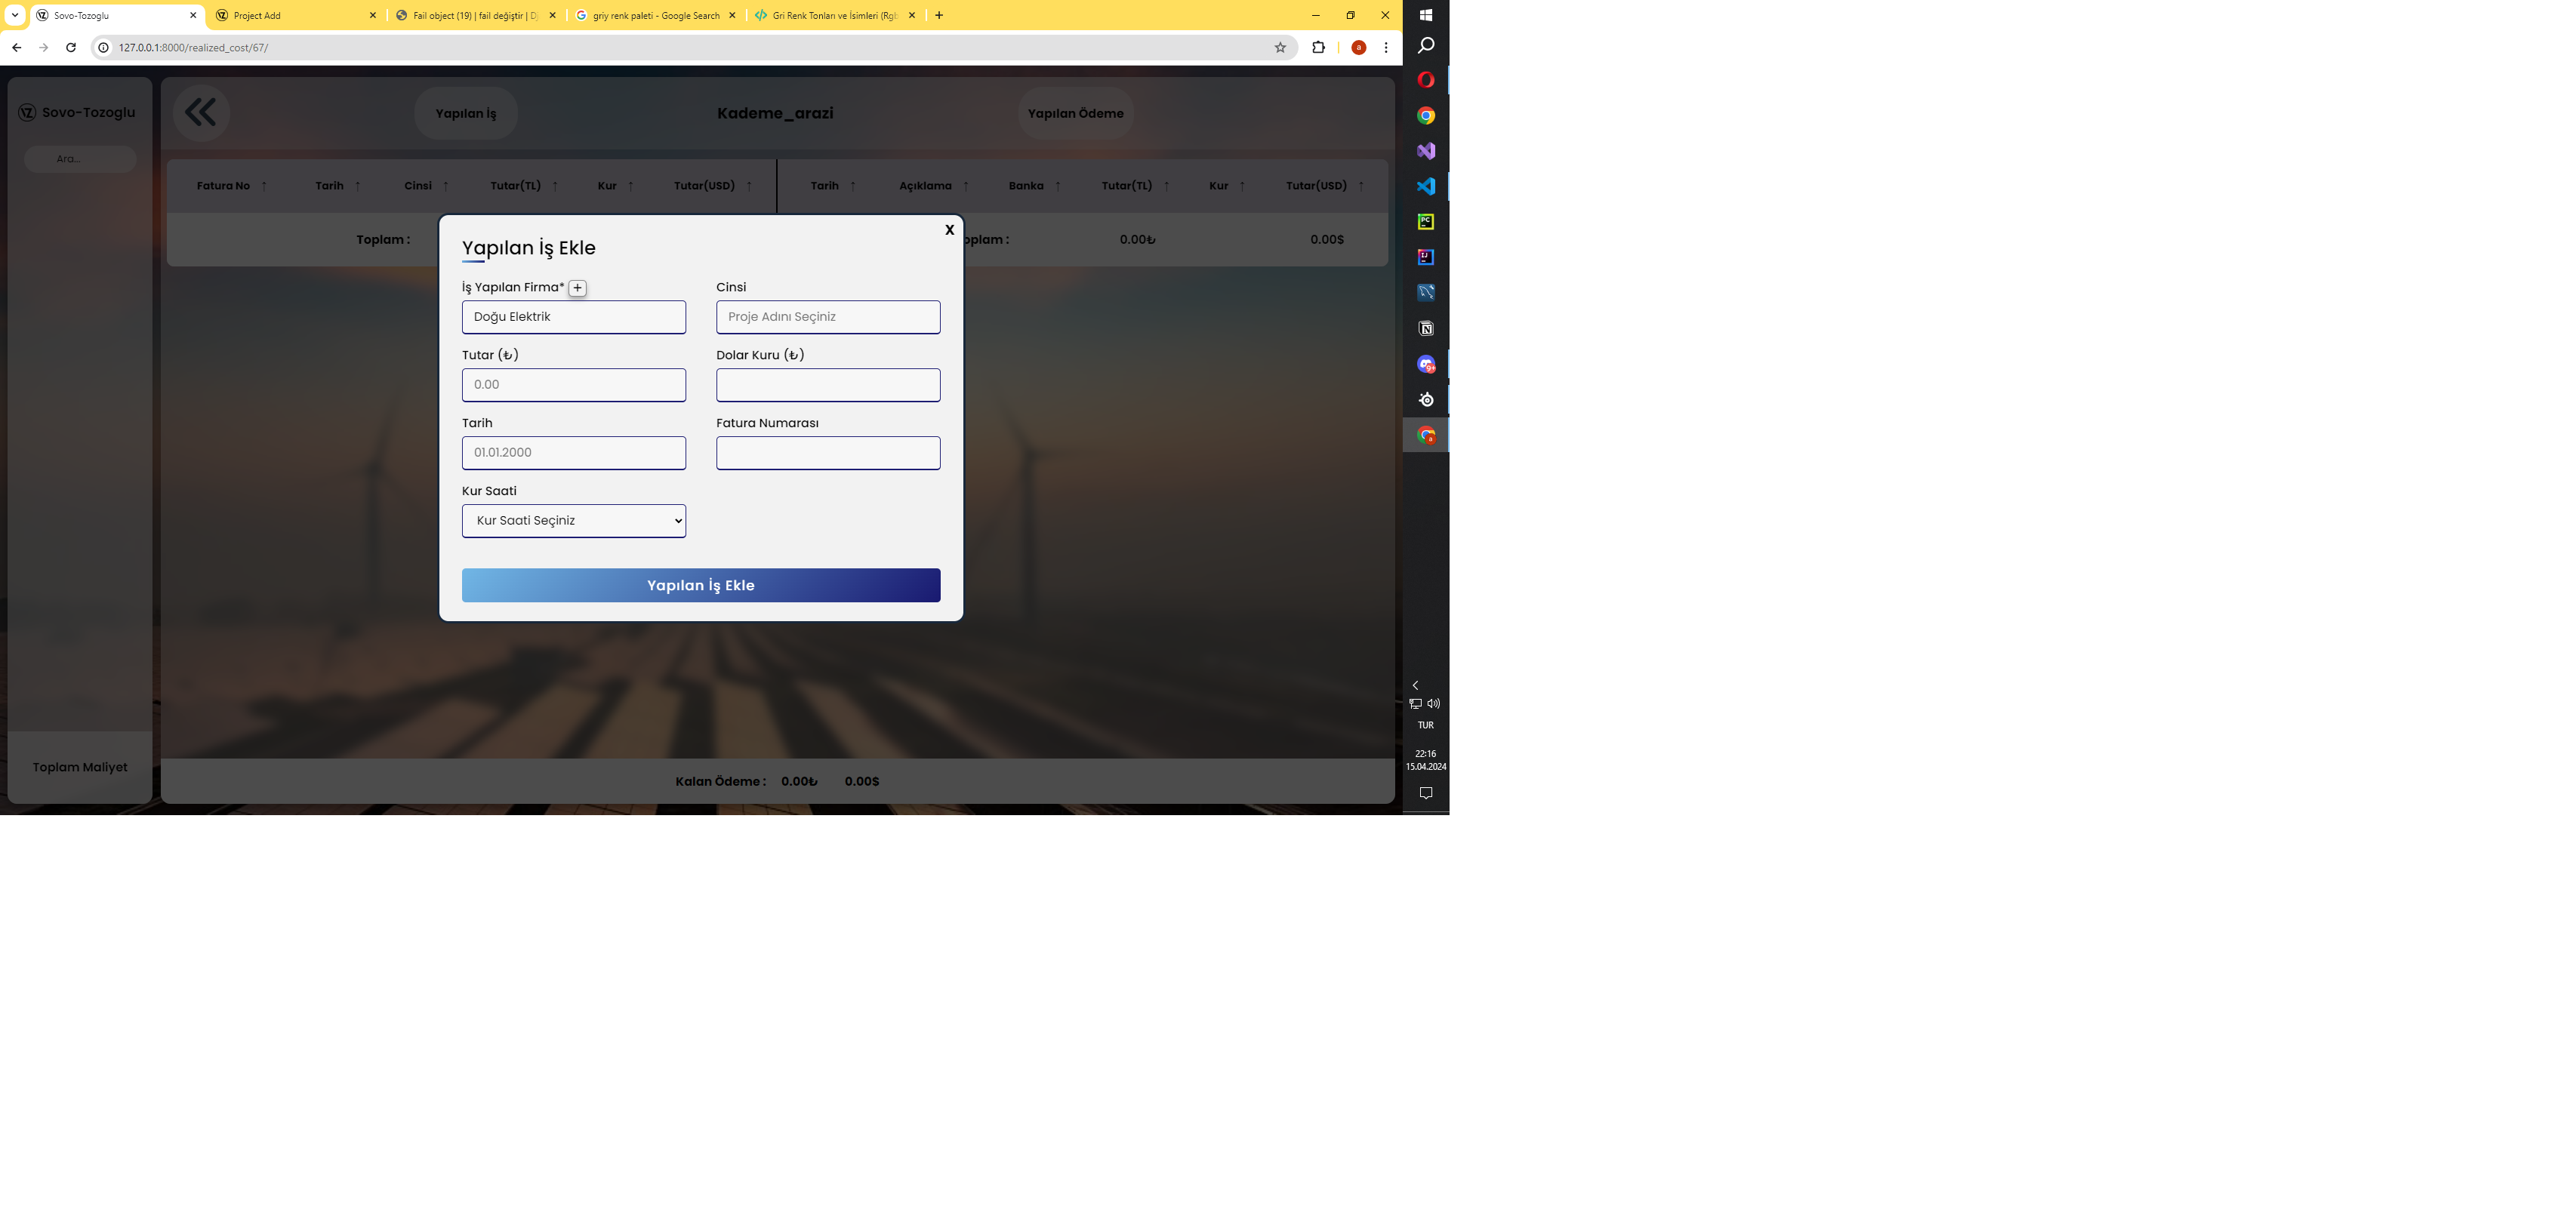 Sovo-Tozoglu
Project Add
Fail object (19) | fail değiştir | Dj
griy renk paleti - Google Search
Gri Renk Tonları ve İsimleri (Rgb
127.0.0.1:8000/realized_cost/67/
a
Sovo-Tozoglu
Ara...
Yapılan İş
Kademe_arazi
Yapılan Ödeme
Fatura No ↑ Tarih ↑ Cinsi ↑ Tutar(TL) ↑ Kur ↑ Tutar(USD) ↑ Tarih ↑ Açıklama ↑ Banka ↑ Tutar(TL) ↑ Kur ↑ Tutar(USD) ↑
Toplam :
oplam : 0.00₺ 0.00$
X
Yapılan İş Ekle
İş Yapılan Firma* +
Cinsi
Doğu Elektrik
Proje Adını Seçiniz
Tutar (₺)
Dolar Kuru (₺)
0.00
Tarih
Fatura Numarası
01.01.2000
Kur Saati
Kur Saati Seçiniz
Yapılan İş Ekle
Toplam Maliyet
Kalan Ödeme : 0.00₺ 0.00$
PC
IJ
9+
a
TUR
22:16
15.04.2024